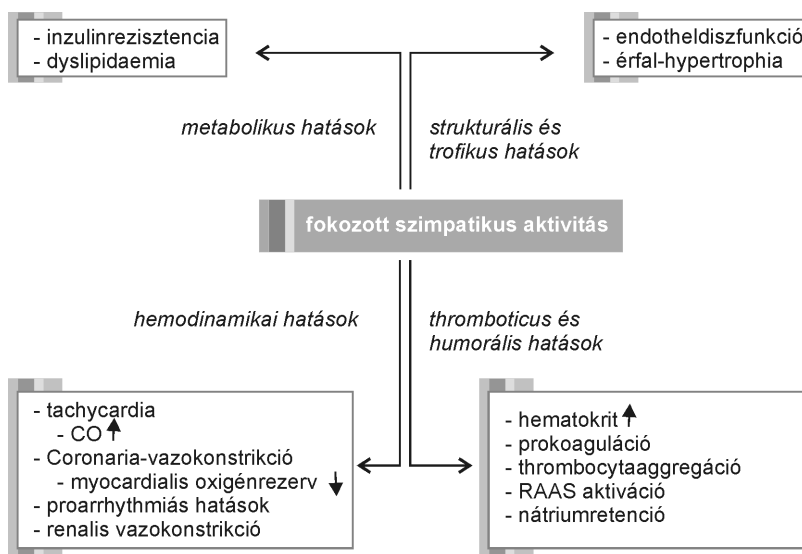 - inzulinrezisztencia
- dyslipidaemia
- endotheldiszfunkció
- érfal-hypertrophia
metabolikus hatások
strukturális és
trofikus hatások
fokozott szimpatikus aktivitás
hemodinamikai hatások
thromboticus és
humorális hatások
- tachycardia
- CO ↑
- Coronaria-vazokonstrikció
- myocardialis oxigénrezerv ↓
- proarrhythmiás hatások
- renalis vazokonstrikció
- hematokrit ↑
- prokoaguláció
- thrombocytaaggregáció
- RAAS aktiváció
- nátriumretenció